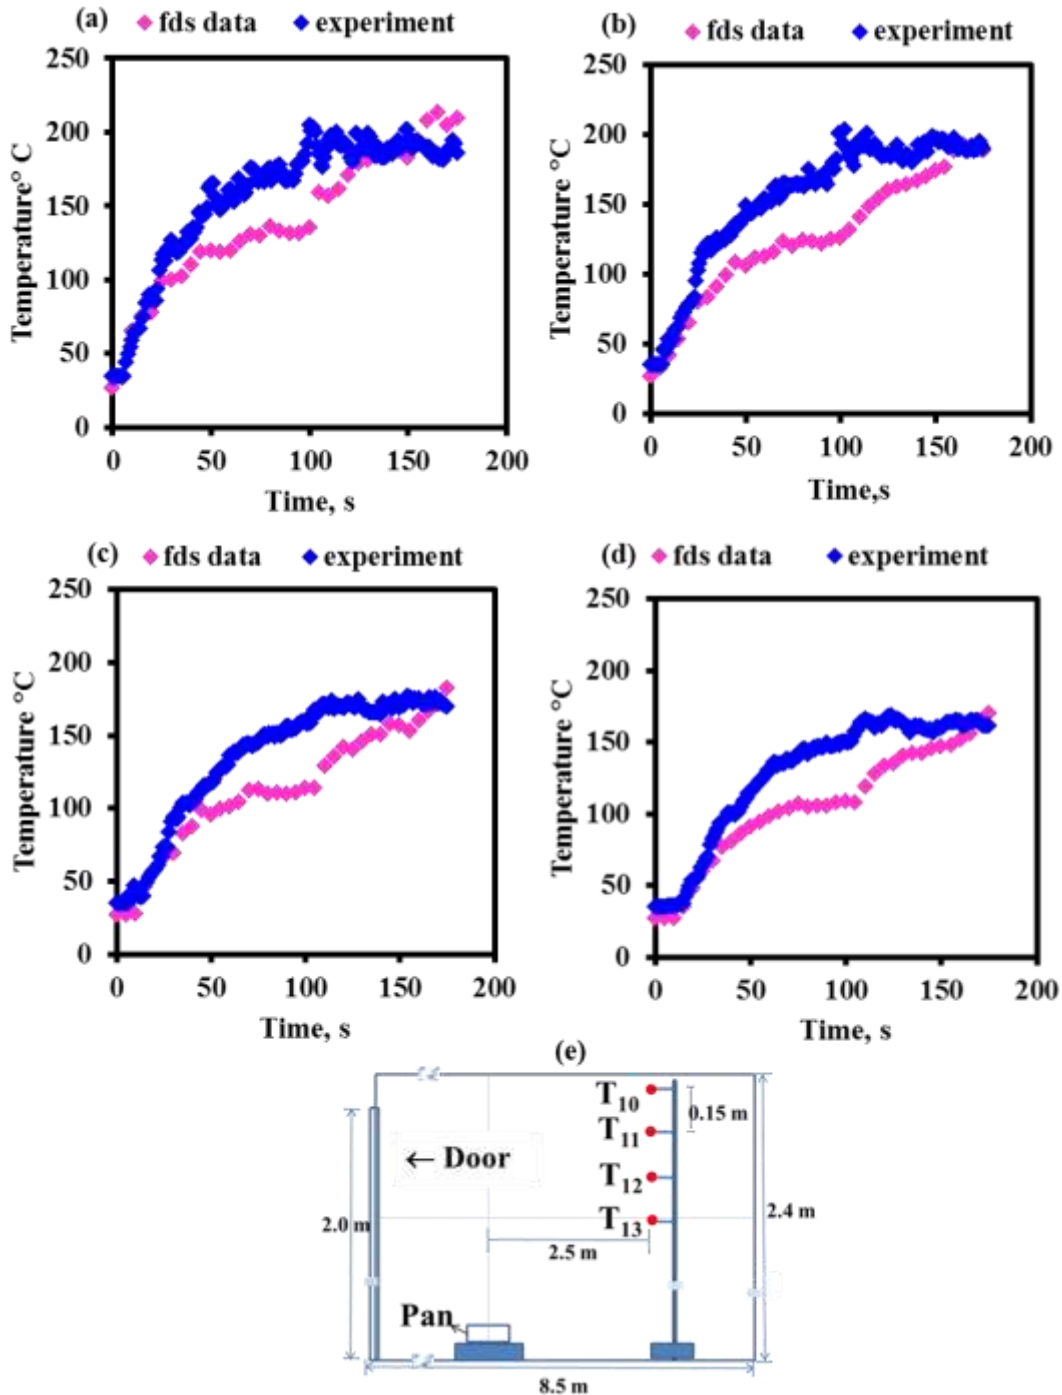 (a) fds data experiment
250
200
150
100
50
0
Temperature° C
0 50 100 150 200
Time, s
(b) fds data experiment
250
200
150
100
50
0
Temperature °C
0 50 100 150 200
Time,s
(c) fds data experiment
250
200
150
100
50
0
Temperature °C
0 50 100 150 200
Time, s
(d) fds data experiment
250
200
150
100
50
0
Temperature °C
0 50 100 150 200
Time, s
(e)
T10
0.15 m
T11
← Door
T12
2.4 m
T13
2.0 m
2.5 m
Pan
8.5 m